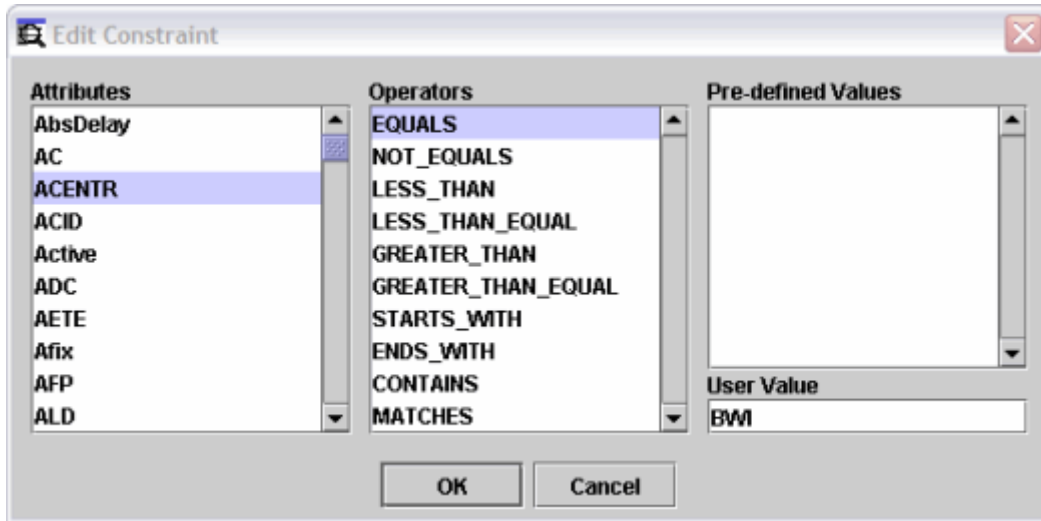 Edit Constraint
Attributes
AbsDelay
AC
ACENTR
ACID
Active
ADC
AETE
Afix
AFP
ALD
Operators
EQUALS
NOT_EQUALS
LESS_THAN
LESS_THAN_EQUAL
GREATER_THAN
GREATER_THAN_EQUAL
STARTS_WITH
ENDS_WITH
CONTAINS
MATCHES
Pre-defined Values
User Value
BWI
OK
Cancel